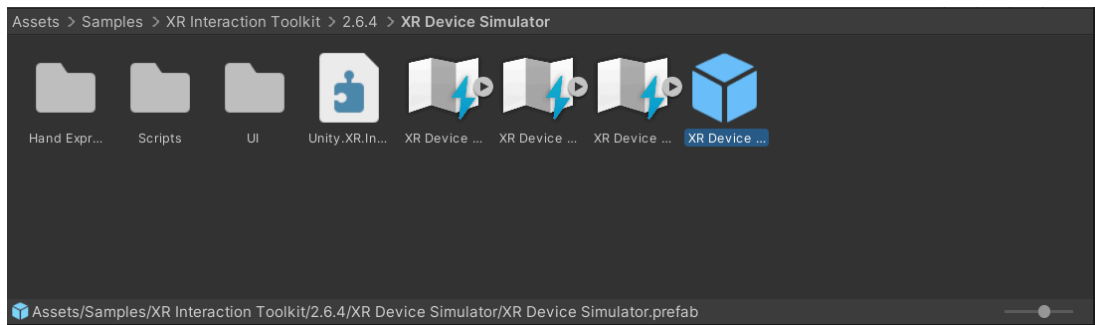 Assets > Samples > XR Interaction Toolkit > 2.6.4 > XR Device Simulator
Hand Expr... Scripts UI Unity.XR.In... XR Device ... XR Device ... XR Device ... XR Device ...
Assets/Samples/XR Interaction Toolkit/2.6.4/XR Device Simulator/XR Device Simulator.prefab